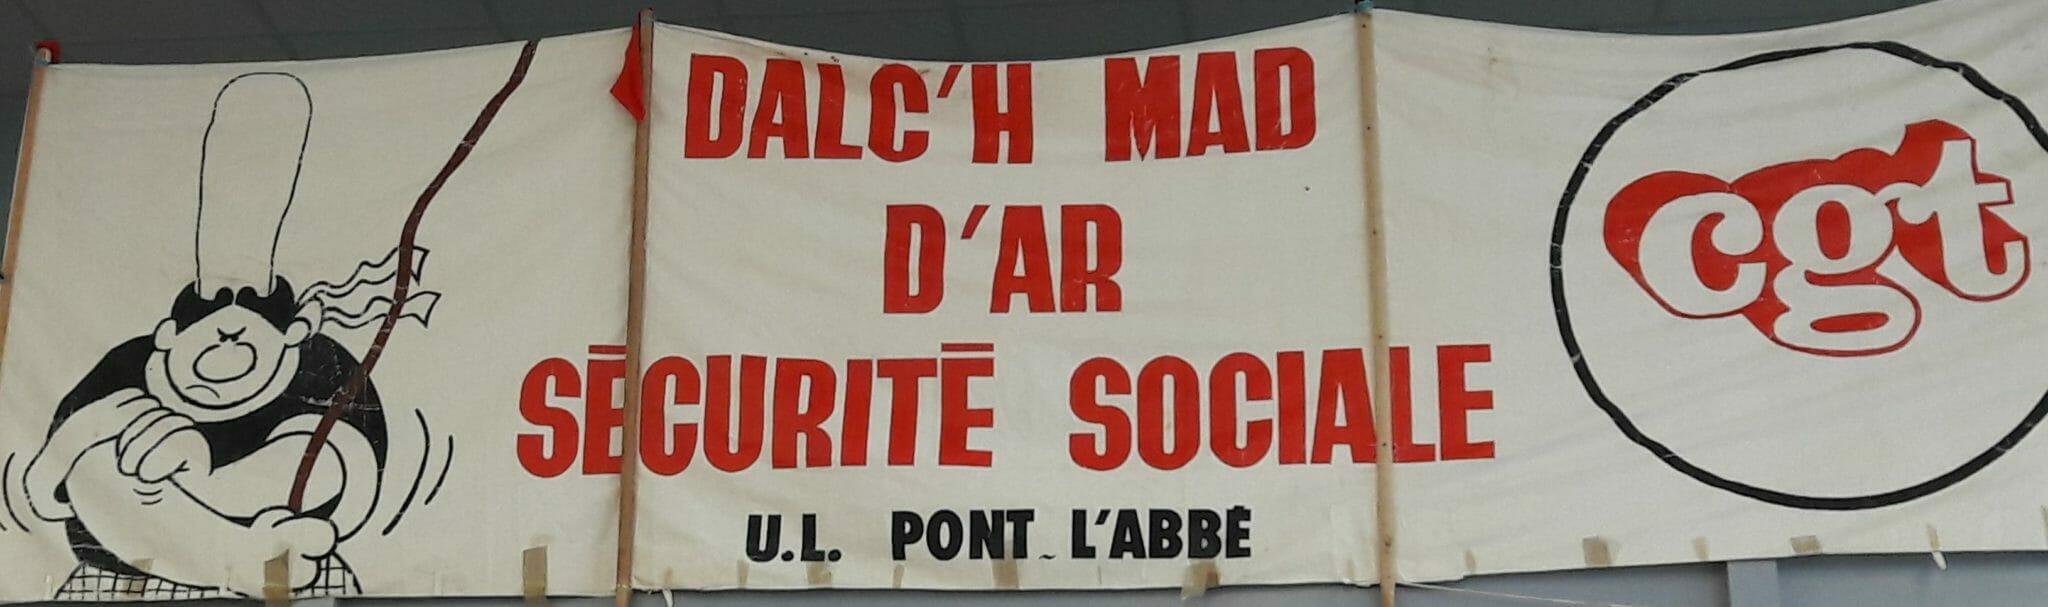 DALC'H MAD
D'AR
SÉCURITÉ SOCIALE
U.L. PONT-L'ABBÉ
cgt